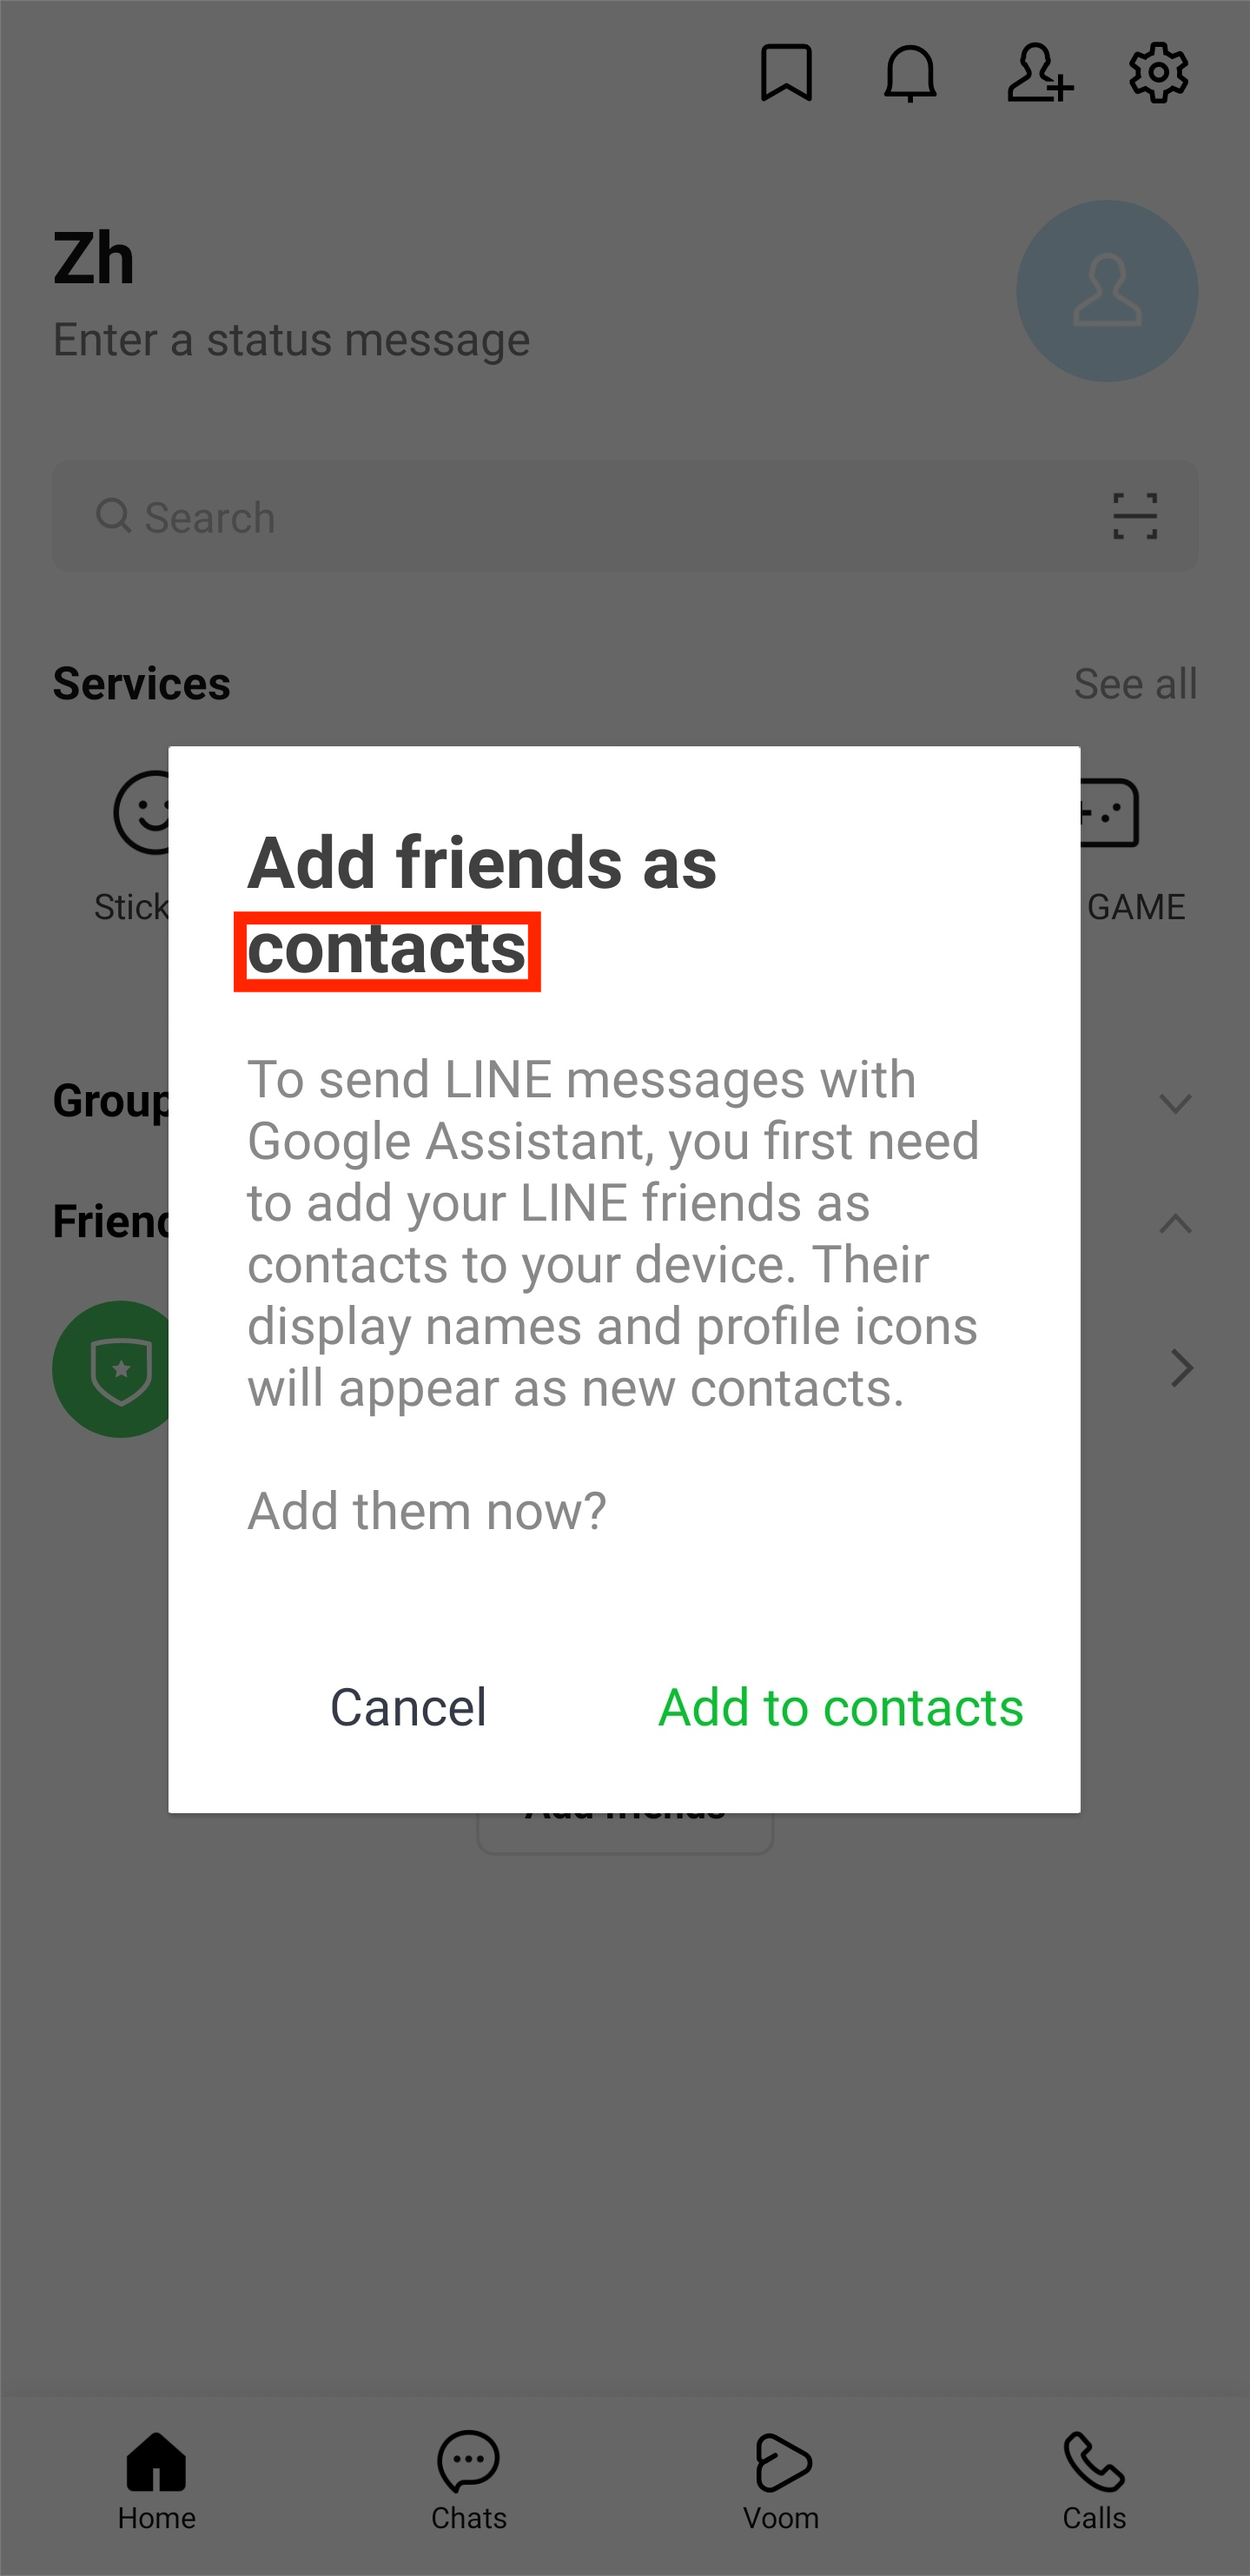 Zh
Enter a status message
Search
Services
See all
Stick
GAME
Add friends as
contacts
To send LINE messages with
Google Assistant, you first need
to add your LINE friends as
contacts to your device. Their
display names and profile icons
will appear as new contacts.
Add them now?
Group
Cancel
Add to contacts
Home
Chats
Voom
Calls